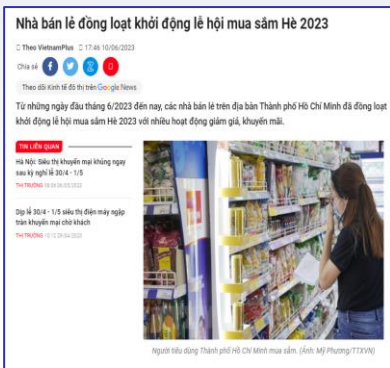 Nhà bán lẻ đồng loạt khởi động lễ hội mua sắm Hè 2023
Theo VietnamPlus 17:46 10/06/2023
Chia sẻ
Theo dõi Kinh tế đô thị trên Google News
Từ những ngày đầu tháng 6/2023 đến nay, các nhà bán lẻ trên địa bàn Thành phố Hồ Chí Minh đã đồng loạt
khởi động lễ hội mua sắm Hè 2023 với nhiều hoạt động giảm giá, khuyến mãi.
TIN LIÊN QUAN
Hà Nội: Siêu thị khuyến mại khủng ngay
sau kỳ nghỉ lễ 30/4 - 1/5
THỊ TRƯỜNG
Dịp lễ 30/4 - 1/5 siêu thị điện máy ngập
tràn khuyến mại chờ khách
THỊ TRƯỜNG
Người tiêu dùng Thành phố Hồ Chí Minh mua sắm. (Ảnh: Mỹ Phương/TTXVN)